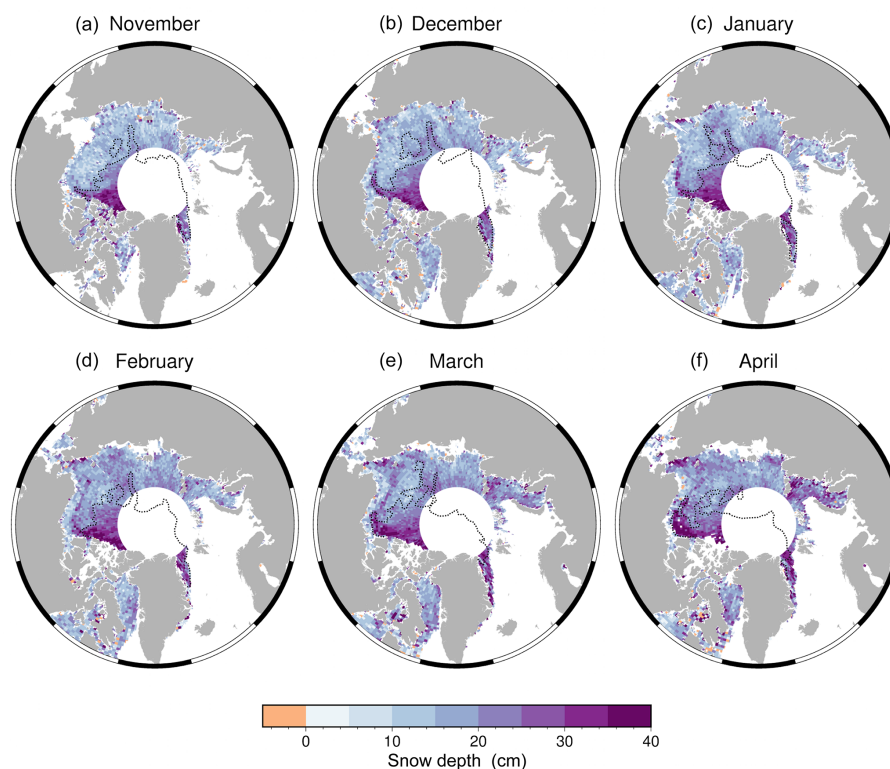 (a) November
(b) December
(c) January
(d) February
(e) March
(f) April
0 10 20 30 40
Snow depth (cm)